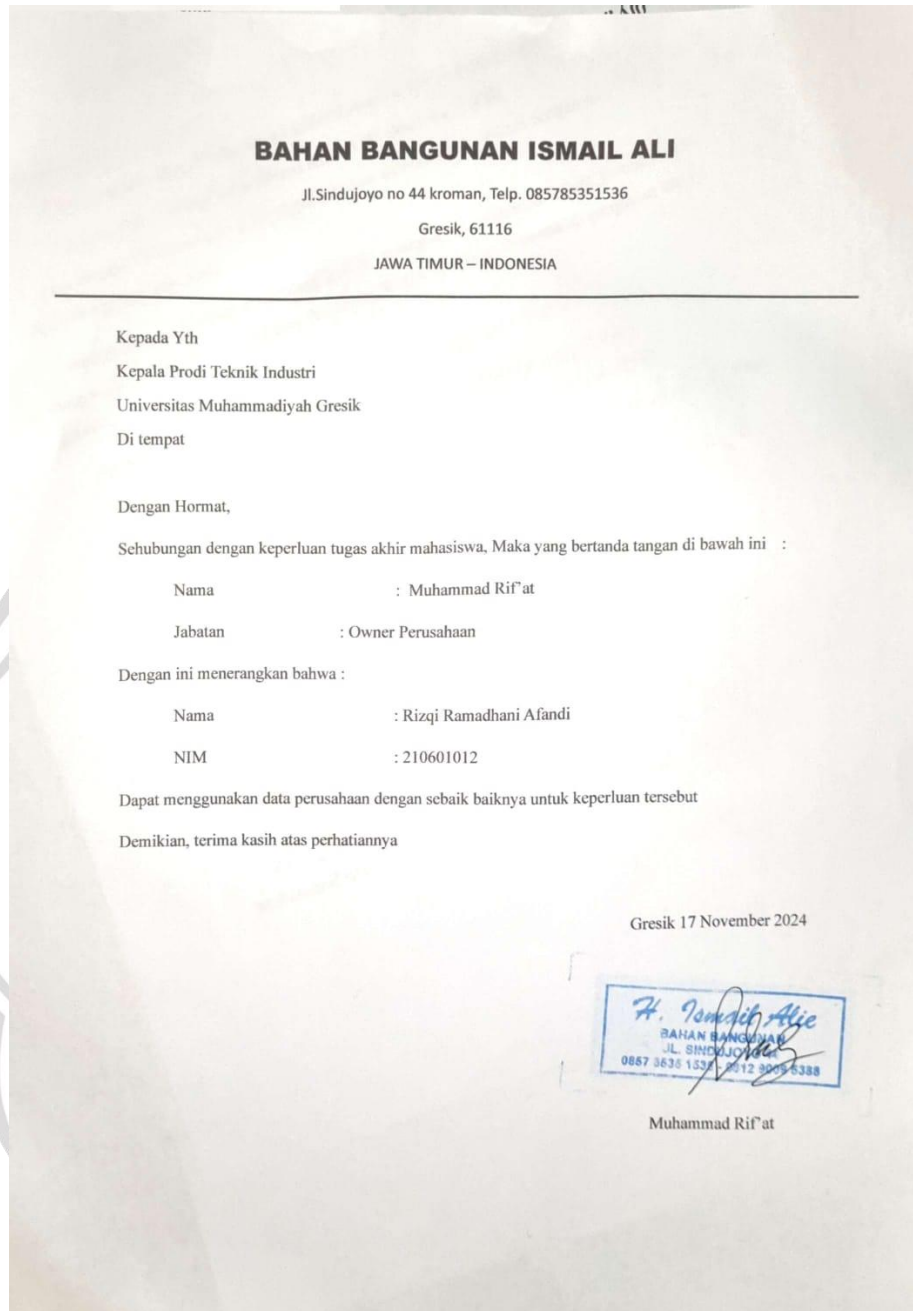 BAHAN BANGUNAN ISMAIL ALI
Jl.Sindujoyo no 44 kroman, Telp. 085785351536
Gresik, 61116
JAWA TIMUR – INDONESIA
Kepada Yth
Kepala Prodi Teknik Industri
Universitas Muhammadiyah Gresik
Di tempat
Dengan Hormat,
Sehubungan dengan keperluan tugas akhir mahasiswa, Maka yang bertanda tangan di bawah ini :
Nama : Muhammad Rif'at
Jabatan : Owner Perusahaan
Dengan ini menerangkan bahwa :
Nama : Rizqi Ramadhani Afandi
NIM : 210601012
Dapat menggunakan data perusahaan dengan sebaik baiknya untuk keperluan tersebut
Demikian, terima kasih atas perhatiannya
Gresik 17 November 2024
H. Ismail Alie
BAHAN BANGUNAN
JL.
Muhammad Rif'at